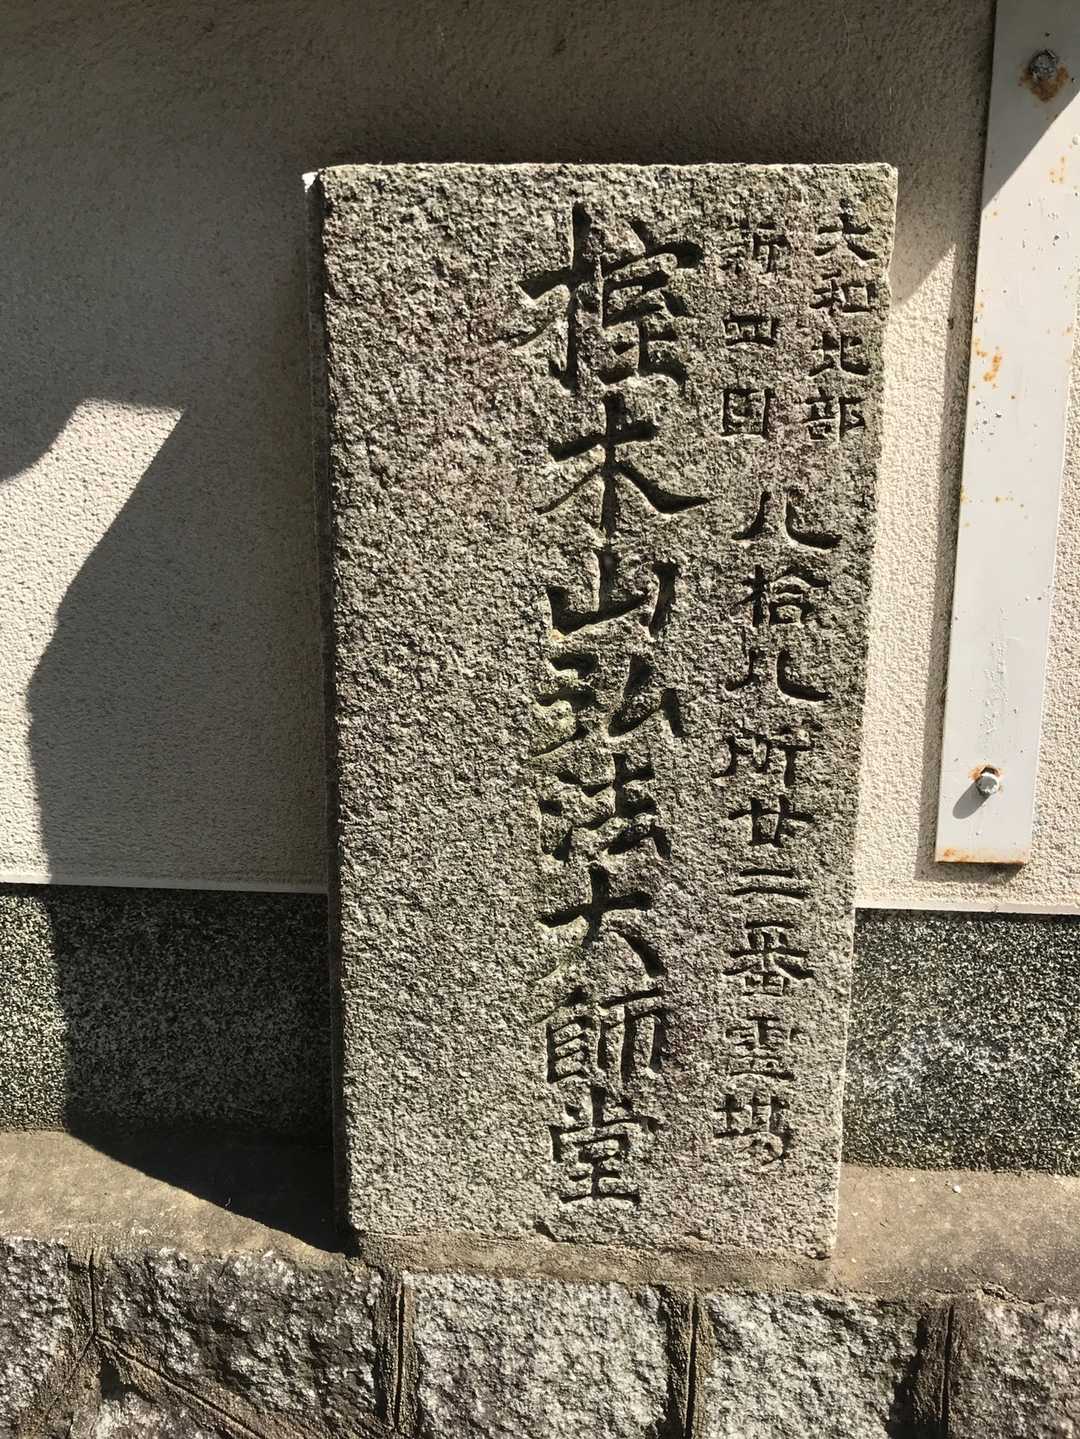 大和北部
新四国
八拾八所廿二番霊場
榁木山弘法大師堂